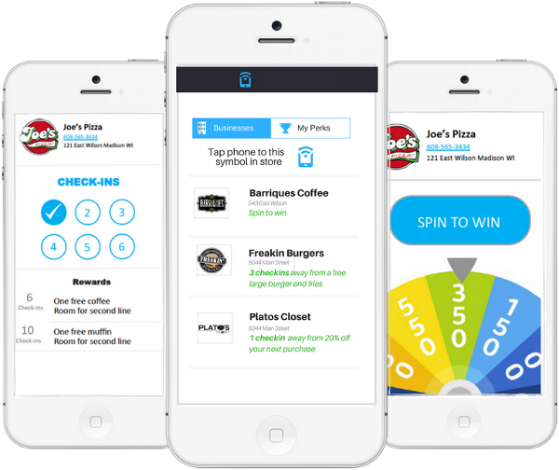 Joe's
Joe's Pizza
608-565-3434
121 East Wilson Madison WI
CHECK-INS
2 3
4 5 6
Rewards
6
Check-ins
One free coffee
Room for second line
10
Check-ins
One free muffin
Room for second line
Businesses
My Perks
Tap phone to this
symbol in store
BARRIQUES
Barriques Coffee
543 East Wilson
Spin to win
FREAKIN
Freakin Burgers
5044 Main Street
3 checkins away from a free
large burger and fries
PLATOS
Platos Closet
5044 Main Street
1 checkin away from 20% off
your next purchase
Joe's
Joe's Pizza
608-565-3434
121 East Wilson Madison WI
SPIN TO WIN
550
350
150